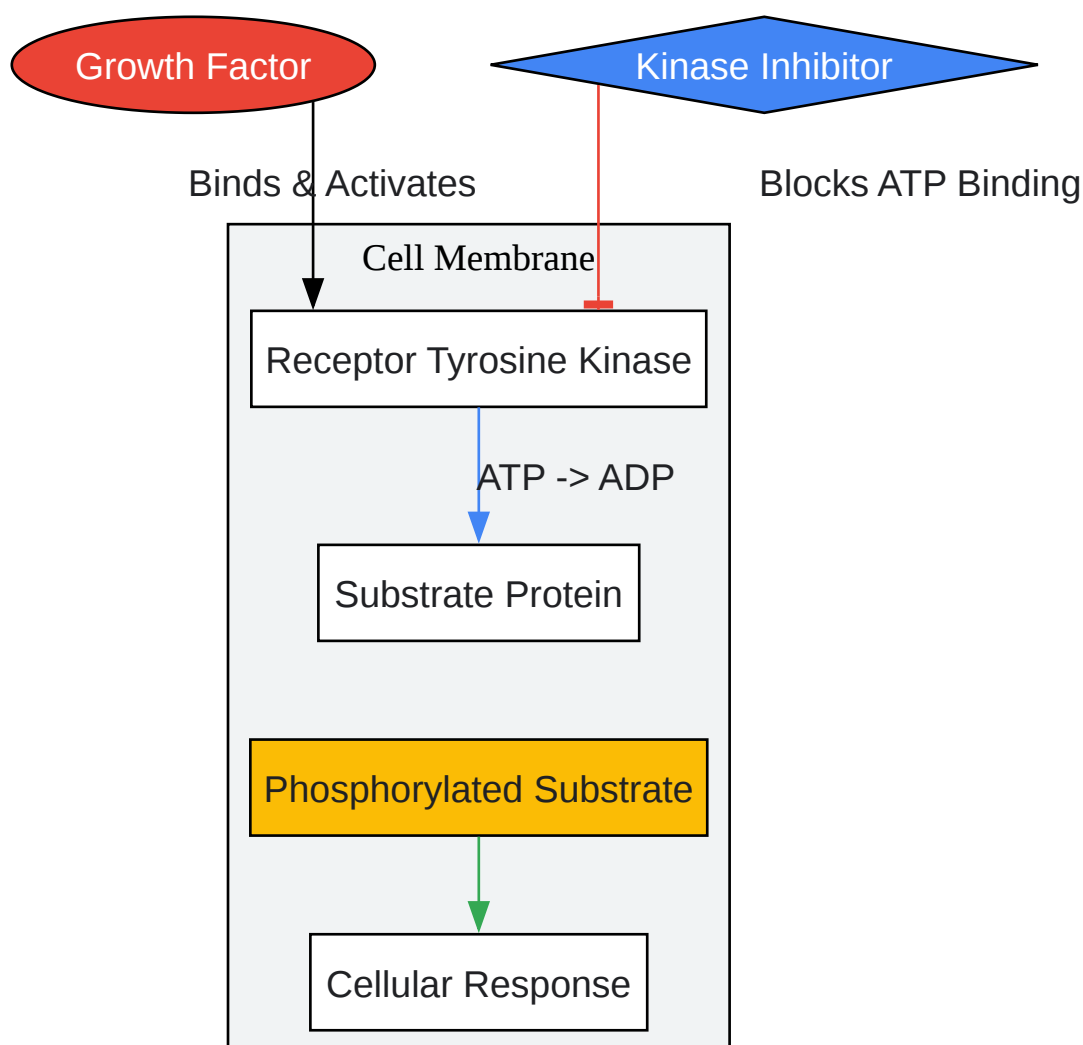 Growth Factor
Kinase Inhibitor
Binds & Activates
Blocks ATP Binding
Cell Membrane
Receptor Tyrosine Kinase
ATP -> ADP
Substrate Protein
Phosphorylated Substrate
Cellular Response